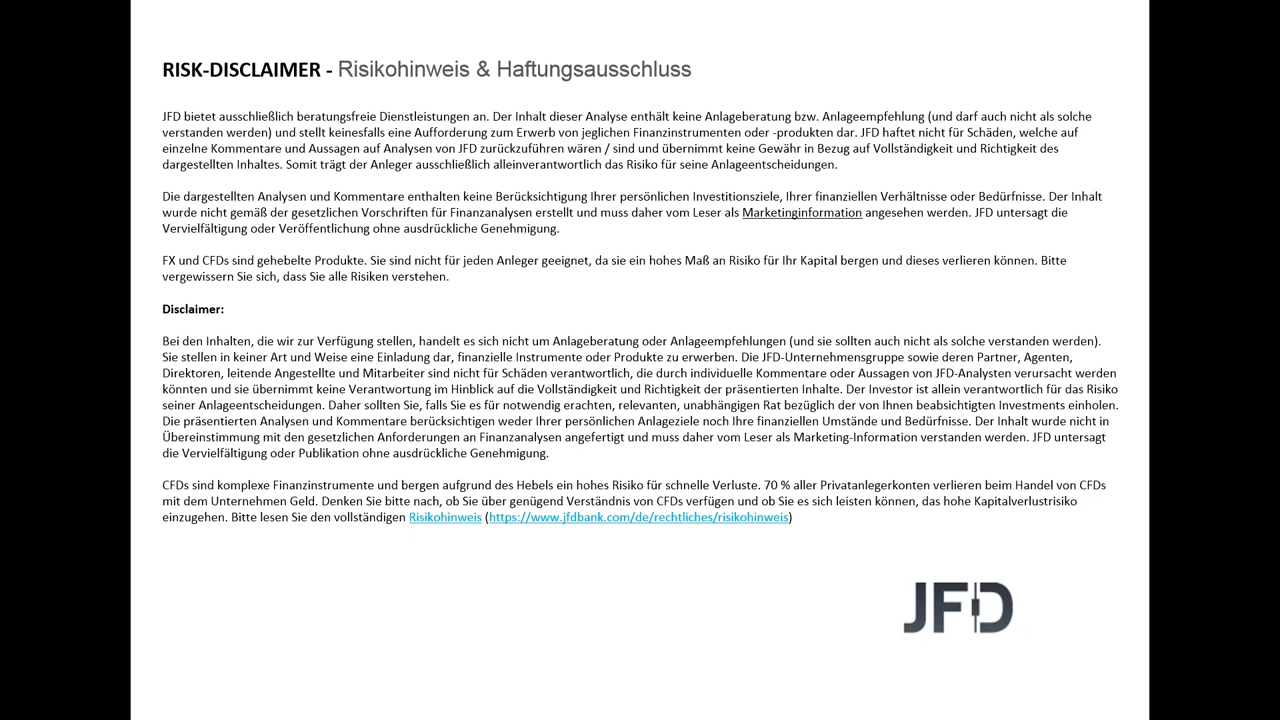 RISK-DISCLAIMER - Risikohinweis & Haftungsausschluss
JFD bietet ausschließlich beratungsfreie Dienstleistungen an. Der Inhalt dieser Analyse enthält keine Anlageberatung bzw. Anlageempfehlung (und darf auch nicht als solche
verstanden werden) und stellt keinesfalls eine Aufforderung zum Erwerb von jeglichen Finanzinstrumenten oder -produkten dar. JFD haftet nicht für Schäden, welche auf
einzelne Kommentare und Aussagen auf Analysen von JFD zurückzuführen wären / sind und übernimmt keine Gewähr in Bezug auf Vollständigkeit und Richtigkeit des
dargestellten Inhaltes. Somit trägt der Anleger ausschließlich alleinverantwortlich das Risiko für seine Anlageentscheidungen.
Die dargestellten Analysen und Kommentare enthalten keine Berücksichtigung Ihrer persönlichen Investitionsziele, Ihrer finanziellen Verhältnisse oder Bedürfnisse. Der Inhalt
wurde nicht gemäß der gesetzlichen Vorschriften für Finanzanalysen erstellt und muss daher vom Leser als Marketinginformation angesehen werden. JFD untersagt die
Vervielfältigung oder Veröffentlichung ohne ausdrückliche Genehmigung.
FX und CFDs sind gehebelte Produkte. Sie sind nicht für jeden Anleger geeignet, da sie ein hohes Maß an Risiko für Ihr Kapital bergen und dieses verlieren können. Bitte
vergewissern Sie sich, dass Sie alle Risiken verstehen.
Disclaimer:
Bei den Inhalten, die wir zur Verfügung stellen, handelt es sich nicht um Anlageberatung oder Anlageempfehlungen (und sie sollten auch nicht als solche verstanden werden).
Sie stellen in keiner Art und Weise eine Einladung dar, finanzielle Instrumente oder Produkte zu erwerben. Die JFD-Unternehmensgruppe sowie deren Partner, Agenten,
Direktoren, leitende Angestellte und Mitarbeiter sind nicht für Schäden verantwortlich, die durch individuelle Kommentare oder Aussagen von JFD-Analysten verursacht werden
könnten und sie übernimmt keine Verantwortung im Hinblick auf die Vollständigkeit und Richtigkeit der präsentierten Inhalte. Der Investor ist allein verantwortlich für das Risiko
seiner Anlageentscheidungen. Daher sollten Sie, falls Sie es für notwendig erachten, relevanten, unabhängigen Rat bezüglich der von Ihnen beabsichtigten Investments einholen.
Die präsentierten Analysen und Kommentare berücksichtigen weder Ihrer persönlichen Anlageziele noch Ihre finanziellen Umstände und Bedürfnisse. Der Inhalt wurde nicht in
Übereinstimmung mit den gesetzlichen Anforderungen an Finanzanalysen angefertigt und muss daher vom Leser als Marketing-Information verstanden werden. JFD untersagt
die Vervielfältigung oder Publikation ohne ausdrückliche Genehmigung.
CFDs sind komplexe Finanzinstrumente und bergen aufgrund des Hebels ein hohes Risiko für schnelle Verluste. 70 % aller Privatanlegerkonten verlieren beim Handel von CFDs
mit dem Unternehmen Geld. Denken Sie bitte nach, ob Sie über genügend Verständnis von CFDs verfügen und ob Sie es sich leisten können, das hohe Kapitalverlustrisiko
einzugehen. Bitte lesen Sie den vollständigen Risikohinweis (https://www.jfdbank.com/de/rechtliches/risikohinweis)
JFD